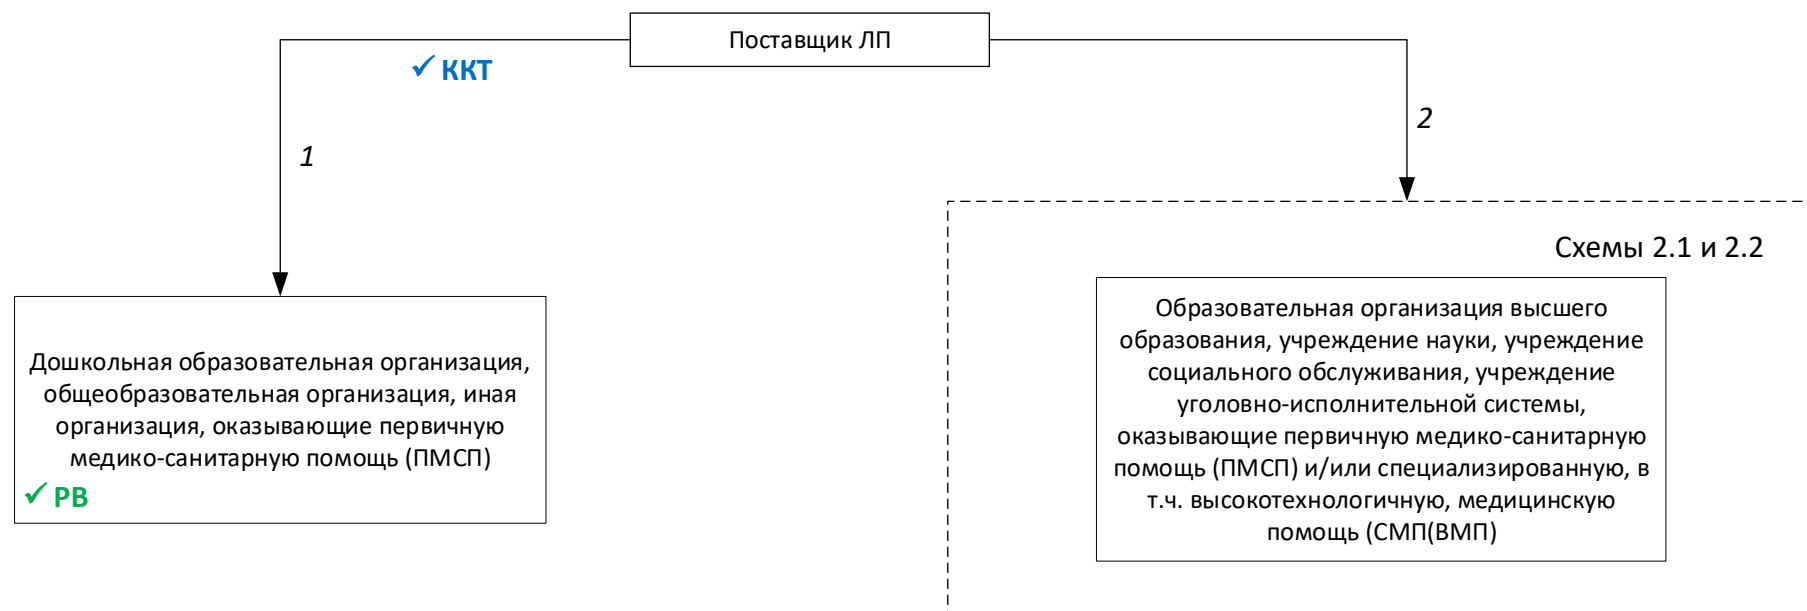 Поставщик ЛП
✓ ККТ
1
2
Схемы 2.1 и 2.2
Дошкольная образовательная организация,
общеобразовательная организация, иная
организация, оказывающие первичную
медико-санитарную помощь (ПМСП)
✓ РВ
Образовательная организация высшего
образования, учреждение науки, учреждение
социального обслуживания, учреждение
уголовно-исполнительной системы,
оказывающие первичную медико-санитарную
помощь (ПМСП) и/или специализированную, в
т.ч. высокотехнологичную, медицинскую
помощь (СМП(ВМП)